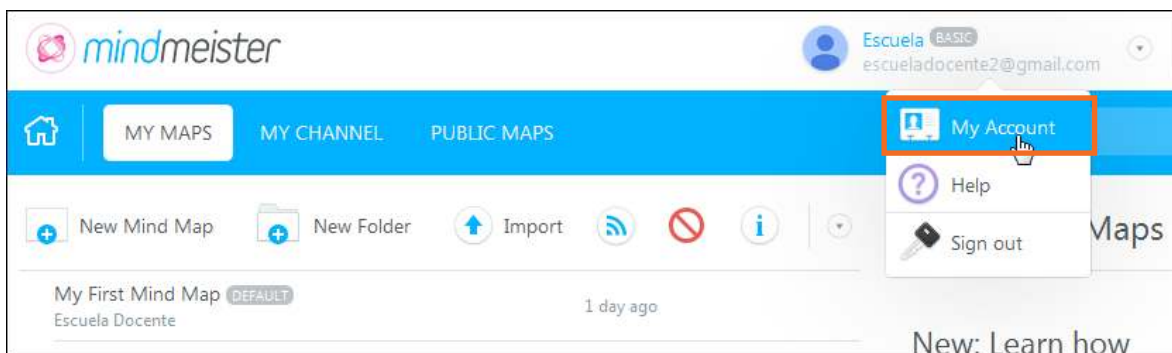 mindmeister
Escuela BASIC
escueladocente2@gmail.com
MY MAPS MY CHANNEL PUBLIC MAPS
My Account
Help
Sign out
New Mind Map New Folder Import
Maps
My First Mind Map DEFAULT
1 day ago
Escuela Docente
New: Learn how